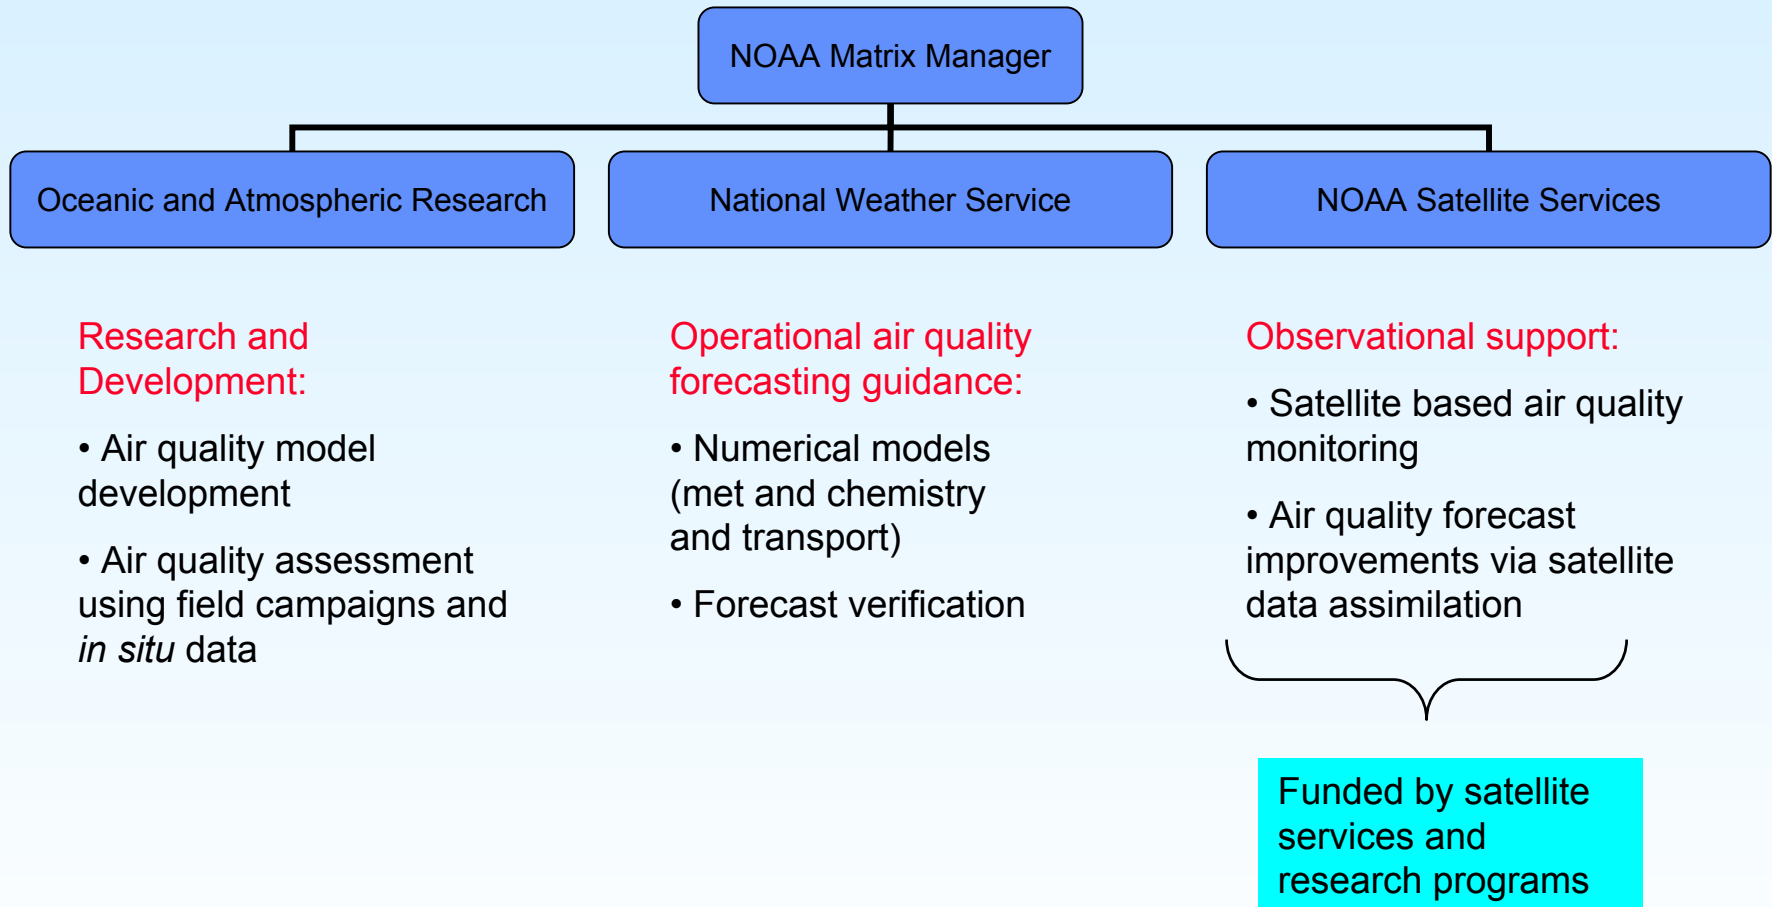 NOAA Matrix Manager
Oceanic and Atmospheric Research
National Weather Service
NOAA Satellite Services
Research and
Development:
• Air quality model
development
• Air quality assessment
using field campaigns and
in situ data
Operational air quality
forecasting guidance:
• Numerical models
(met and chemistry
and transport)
• Forecast verification
Observational support:
• Satellite based air quality
monitoring
• Air quality forecast
improvements via satellite
data assimilation
Funded by satellite
services and
research programs